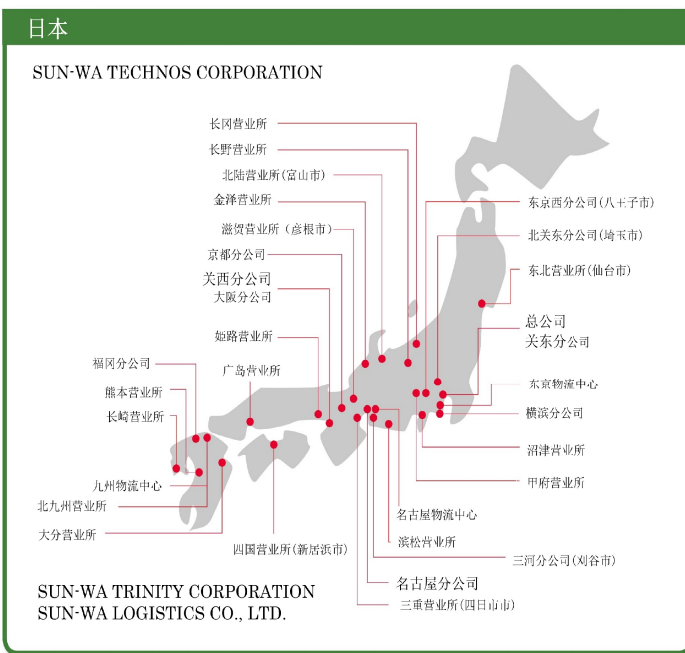 日本
SUN-WA TECHNOS CORPORATION
长冈营业所
长野营业所
北陆营业所(富山市)
金泽营业所
滋贺营业所（彦根市）
京都分公司
关西分公司
大阪分公司
姬路营业所
广岛营业所
福冈分公司
熊本营业所
长崎营业所
九州物流中心
北九州营业所
大分营业所
四国营业所(新居浜市)
东京西分公司(八王子市)
北关东分公司(埼玉市)
东北营业所(仙台市)
总公司
关东分公司
东京物流中心
横滨分公司
沼津营业所
甲府营业所
名古屋物流中心
滨松营业所
三河分公司(刈谷市)
名古屋分公司
三重营业所(四日市市)
SUN-WA TRINITY CORPORATION
SUN-WA LOGISTICS CO., LTD.